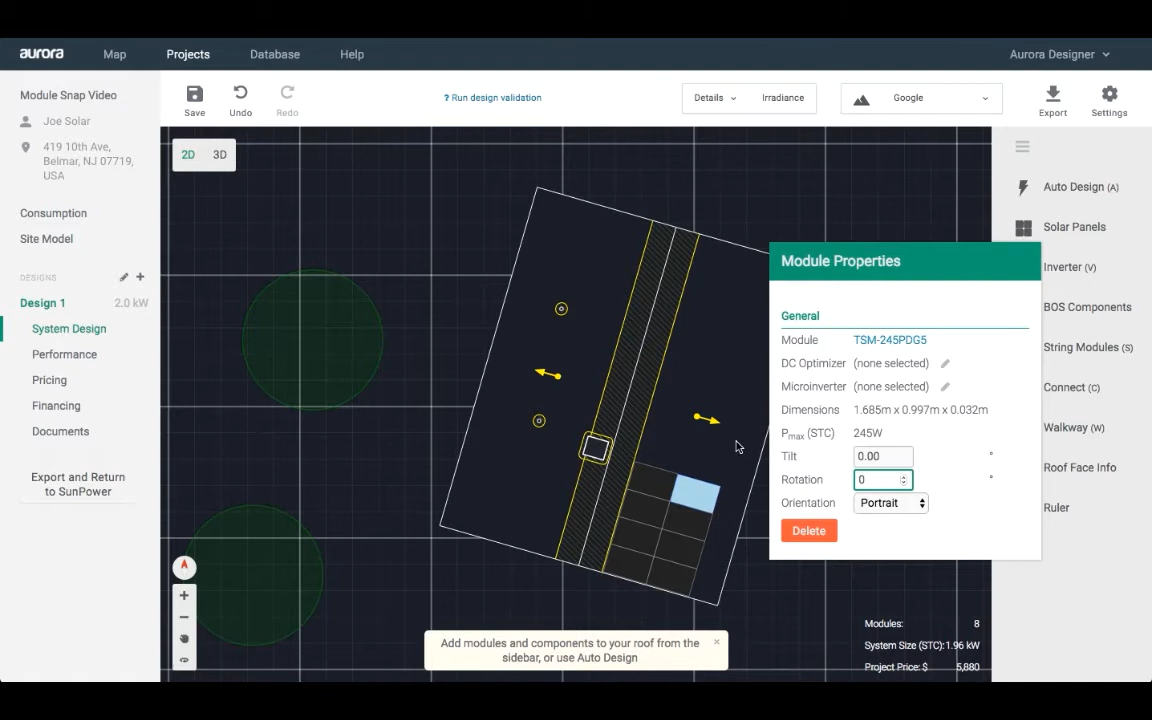 aurora
Map
Projects
Database
Help
Aurora Designer
Module Snap Video
Joe Solar
419 10th Ave,
Belmar, NJ 07719,
USA
Consumption
Site Model
DESIGNS
Design 1
2.0 kW
System Design
Performance
Pricing
Financing
Documents
Export and Return
to SunPower
Save
Undo
Redo
? Run design validation
Details
Irradiance
Google
Export
Settings
2D
3D
Auto Design (A)
Solar Panels
Inverter (V)
BOS Components
String Modules (S)
Connect (C)
Walkway (W)
Roof Face Info
Ruler
Module Properties
General
Module TSM-245PDG5
DC Optimizer (none selected)
Microinverter (none selected)
Dimensions 1.685m x 0.997m x 0.032m
Pmax (STC) 245W
Tilt 0.00 °
Rotation 0 °
Orientation Portrait
Delete
Add modules and components to your roof from the
sidebar, or use Auto Design
×
Modules: 8
System Size (STC): 1.96 kW
Project Price: $ 5,880